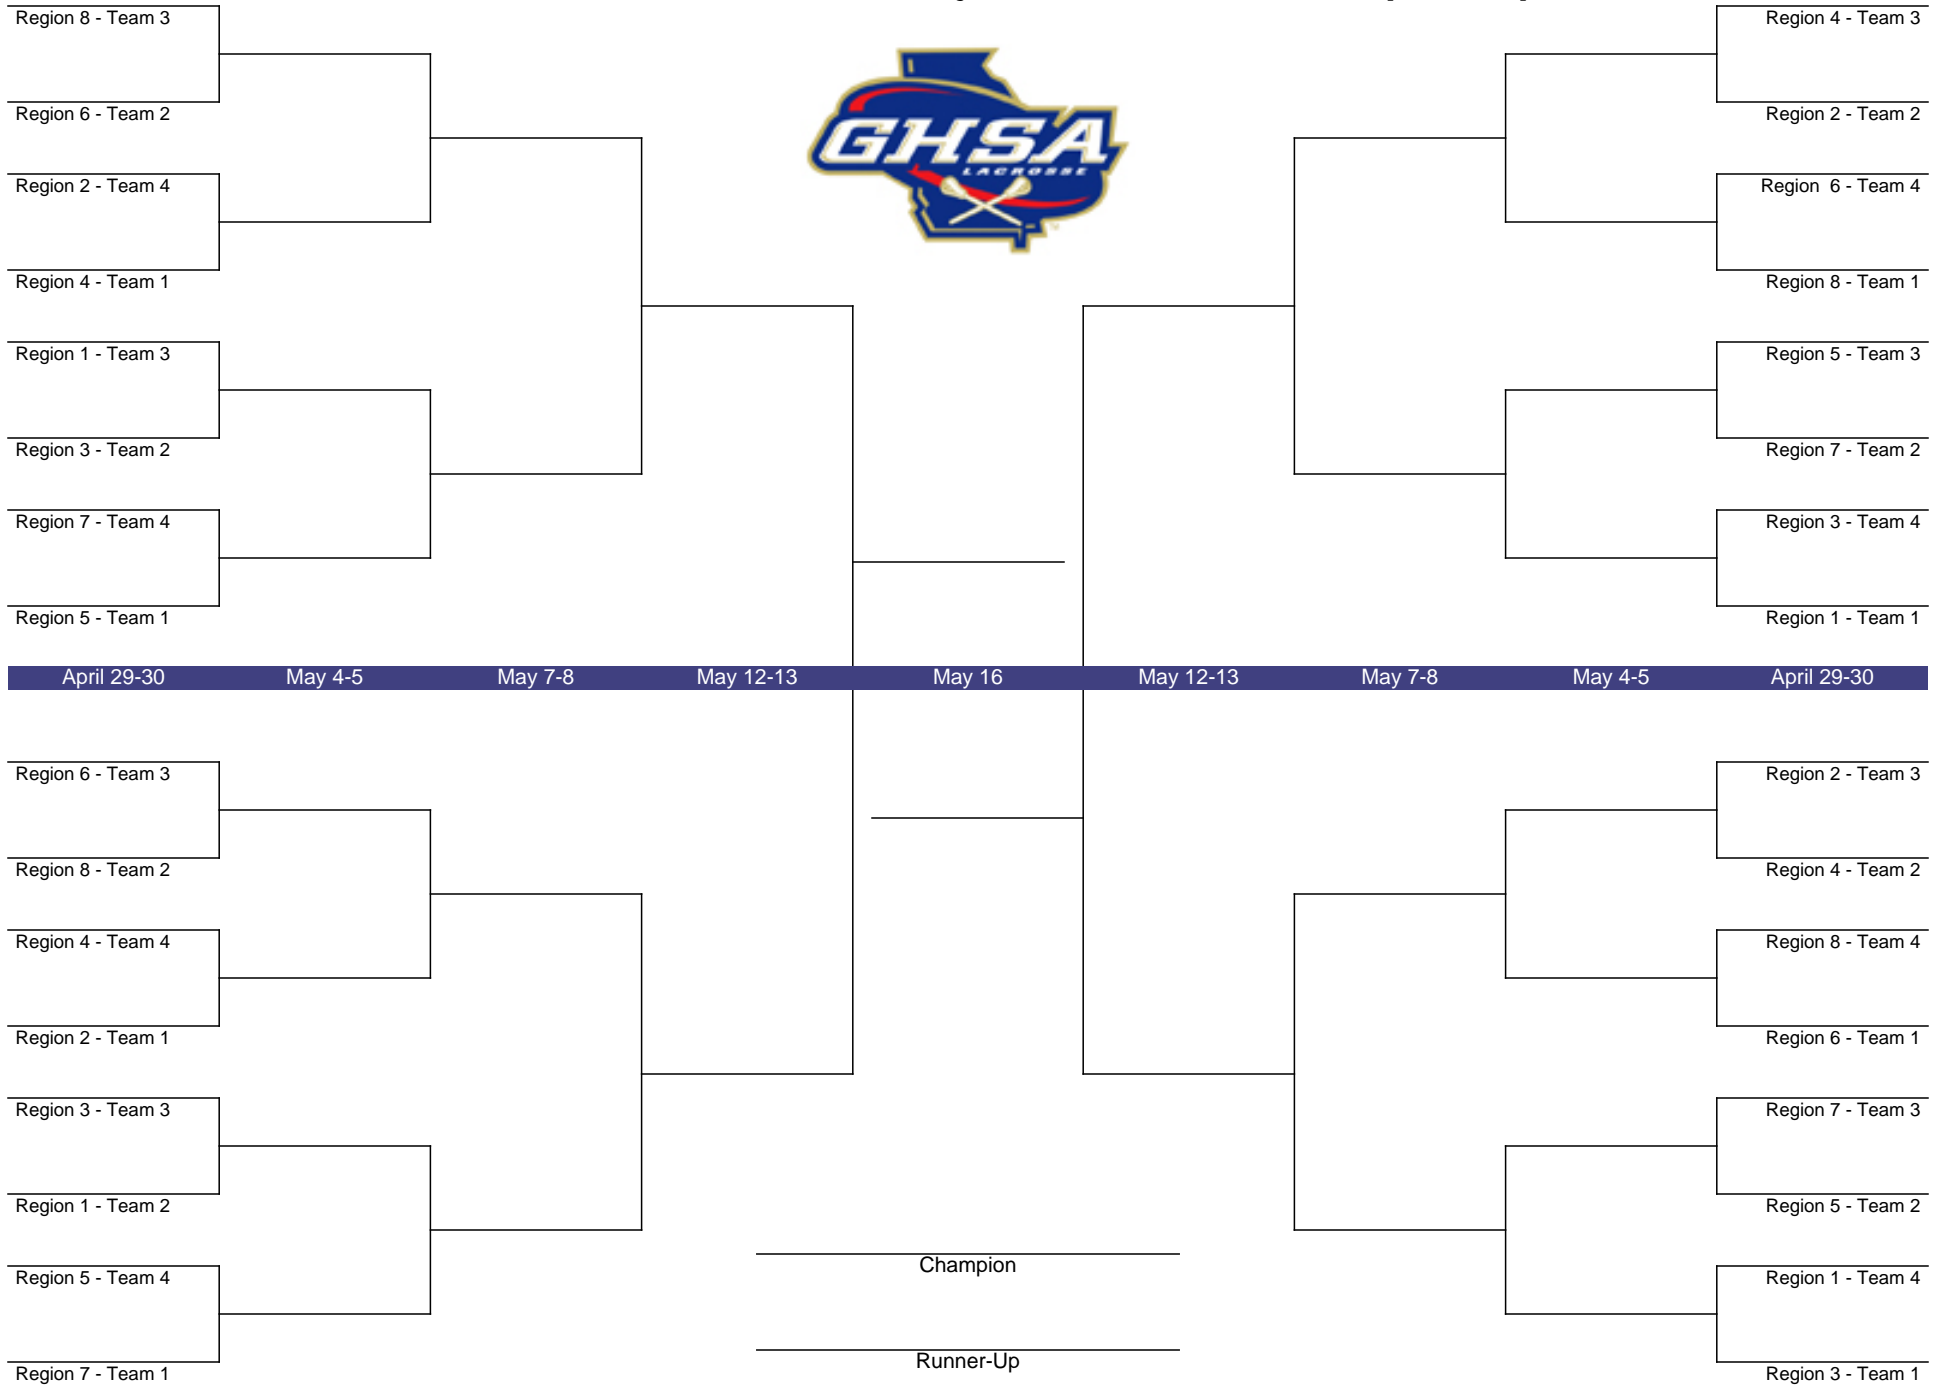 Region 8 - Team 3
Region 4 - Team 3
GHSA
LACROSSE
TM
Region 6 - Team 2
Region 2 - Team 2
Region 2 - Team 4
Region  6 - Team 4
Region 4 - Team 1
Region 8 - Team 1
Region 1 - Team 3
Region 5 - Team 3
Region 3 - Team 2
Region 7 - Team 2
Region 7 - Team 4
Region 3 - Team 4
Region 5 - Team 1
Region 1 - Team 1
April 29-30 May 4-5 May 7-8 May 12-13 May 16 May 12-13 May 7-8 May 4-5 April 29-30
Region 6 - Team 3
Region 2 - Team 3
Region 8 - Team 2
Region 4 - Team 2
Region 4 - Team 4
Region 8 - Team 4
Region 2 - Team 1
Region 6 - Team 1
Region 3 - Team 3
Region 7 - Team 3
Region 1 - Team 2
Region 5 - Team 2
Champion
Region 5 - Team 4
Region 1 - Team 4
Runner-Up
Region 7 - Team 1
Region 3 - Team 1